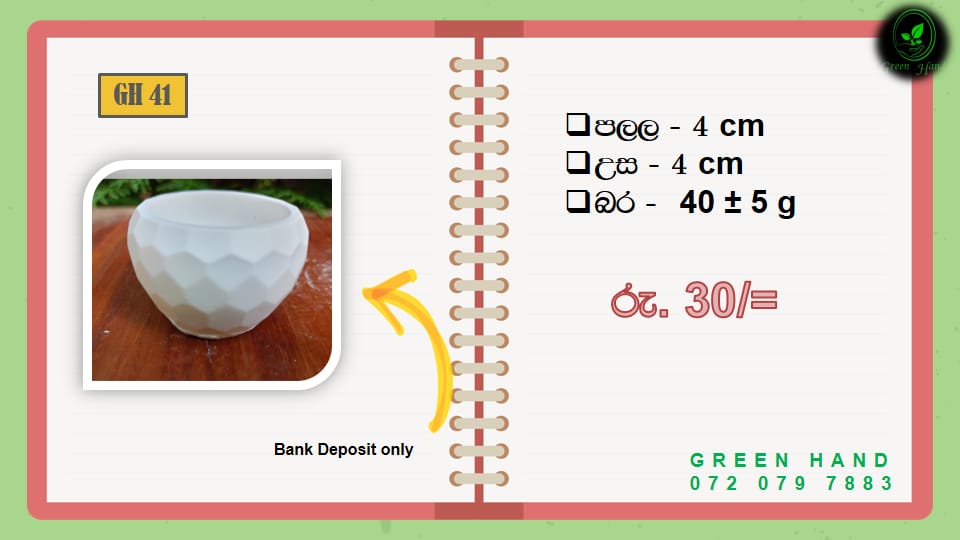 GH 41
Bank Deposit only
Green Hand
පලල - 4 cm
උස - 4 cm
බර - 40 ± 5 g
රු. 30/=
GREEN HAND
072 079 7883